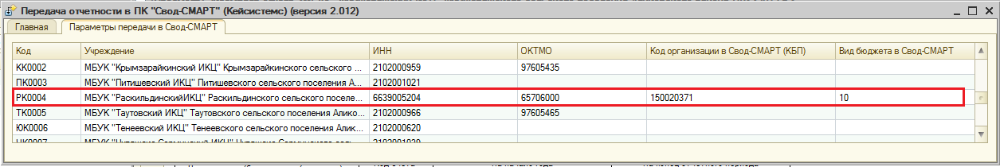 Передача отчетности в ПК "Свод-СМАРТ" (Кейсистемс) (версия 2.012)
Главная Параметры передачи в Свод-СМАРТ
Код Учреждение ИНН ОКТМО Код организации в Свод-СМАРТ (КБП) Вид бюджета в Свод-СМАРТ
КК0002 МБУК "Крымзарайкинский ИКЦ" Крымзарайкинского сельского ... 2102000959 97605435
ПК0003 МБУК "Питишевский ИКЦ" Питишевского сельского поселения А... 2102001021
РК0004 МБУК "РаскильдинскийИКЦ" Раскильдинского сельского поселе... 6639005204 65706000 150020371 10
ТК0005 МБУК "Таутовский ИКЦ" Таутовского сельского поселения Алико... 2102000966 97605465
ЮК0006 МБУК "Тенеевский ИКЦ" Тенеевского сельского поселения Алик... 2102000620